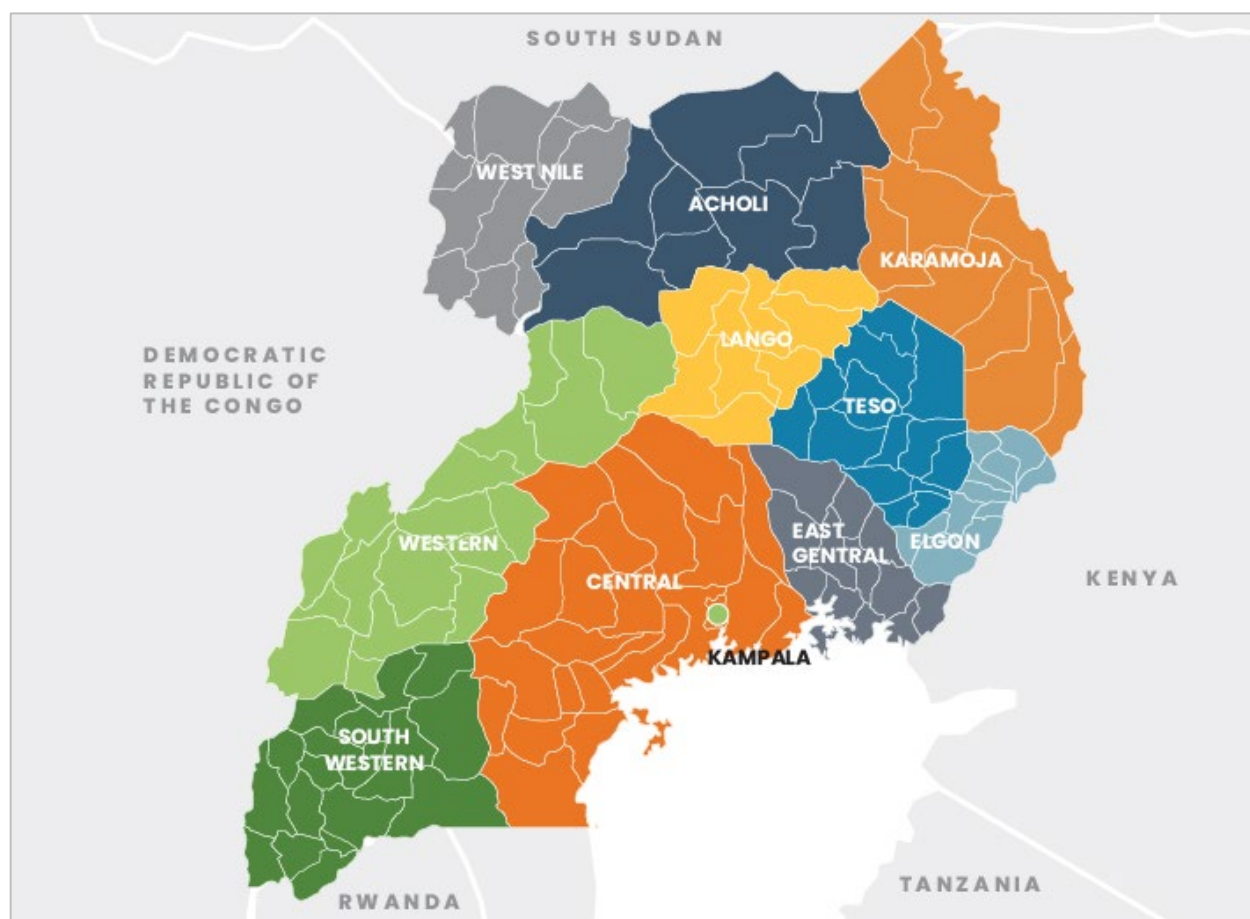 SOUTH SUDAN
WEST NILE
ACHOLI
KARAMOJA
LANGO
DEMOCRATIC
REPUBLIC OF
THE CONGO
TESO
WESTERN
EAST
GENTRAL
ELGON
CENTRAL
KENYA
KAMPALA
SOUTH
WESTERN
RWANDA
TANZANIA